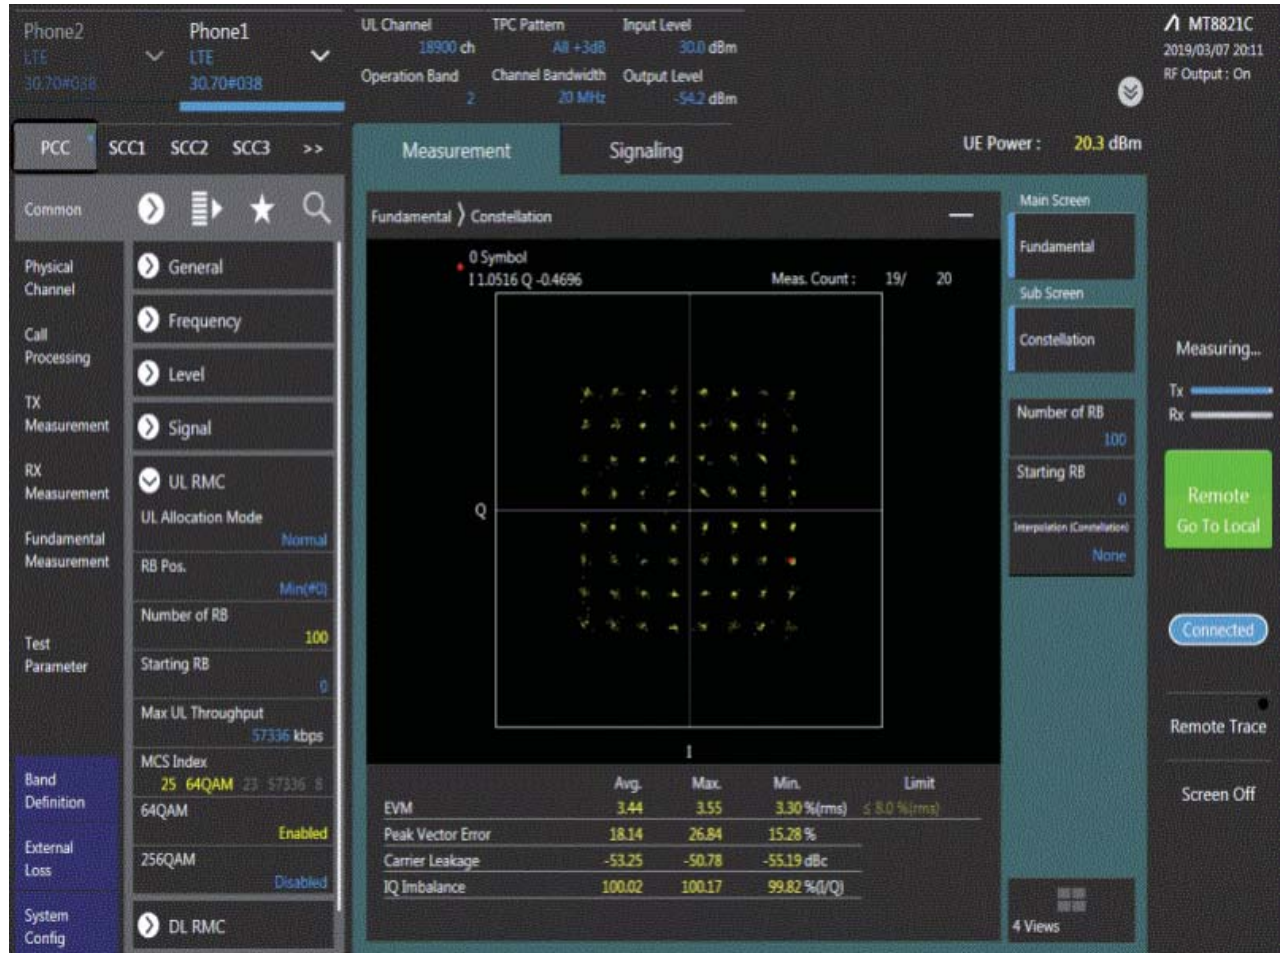 Phone2
LTE
30.70#038
Phone1
LTE
30.70#038
UL Channel
18900 ch
TPC Pattern
All +3dB
Input Level
30.0 dBm
Operation Band
2
Channel Bandwidth
20 MHz
Output Level
-54.2 dBm
MT8821C
2019/03/07 20:11
RF Output : On
PCC SCC1 SCC2 SCC3 >>
Measurement
Signaling
UE Power : 20.3 dBm
Common
Physical
Channel
Call
Processing
TX
Measurement
RX
Measurement
Fundamental
Measurement
Test
Parameter
Band
Definition
External
Loss
System
Config
General
Frequency
Level
Signal
UL RMC
UL Allocation Mode
Normal
RB Pos.
Min(#0)
Number of RB
100
Starting RB
0
Max UL Throughput
57336 kbps
MCS Index
25 64QAM 23 57336 8
64QAM
Enabled
256QAM
Disabled
DL RMC
Fundamental 〉 Constellation
0 Symbol
I 1.0516 Q -0.4696
Meas. Count : 19/ 20
Q
I
Avg. Max. Min. Limit
EVM 3.44 3.55 3.30 %(rms) ≤ 8.0 %(rms)
Peak Vector Error 18.14 26.84 15.28 %
Carrier Leakage -53.25 -50.78 -55.19 dBc
IQ Imbalance 100.02 100.17 99.82 %(I/Q)
Main Screen
Fundamental
Sub Screen
Constellation
Number of RB
100
Starting RB
0
Interpolation (Constellation)
None
4 Views
Measuring...
Tx
Rx
Remote
Go To Local
Connected
Remote Trace
Screen Off